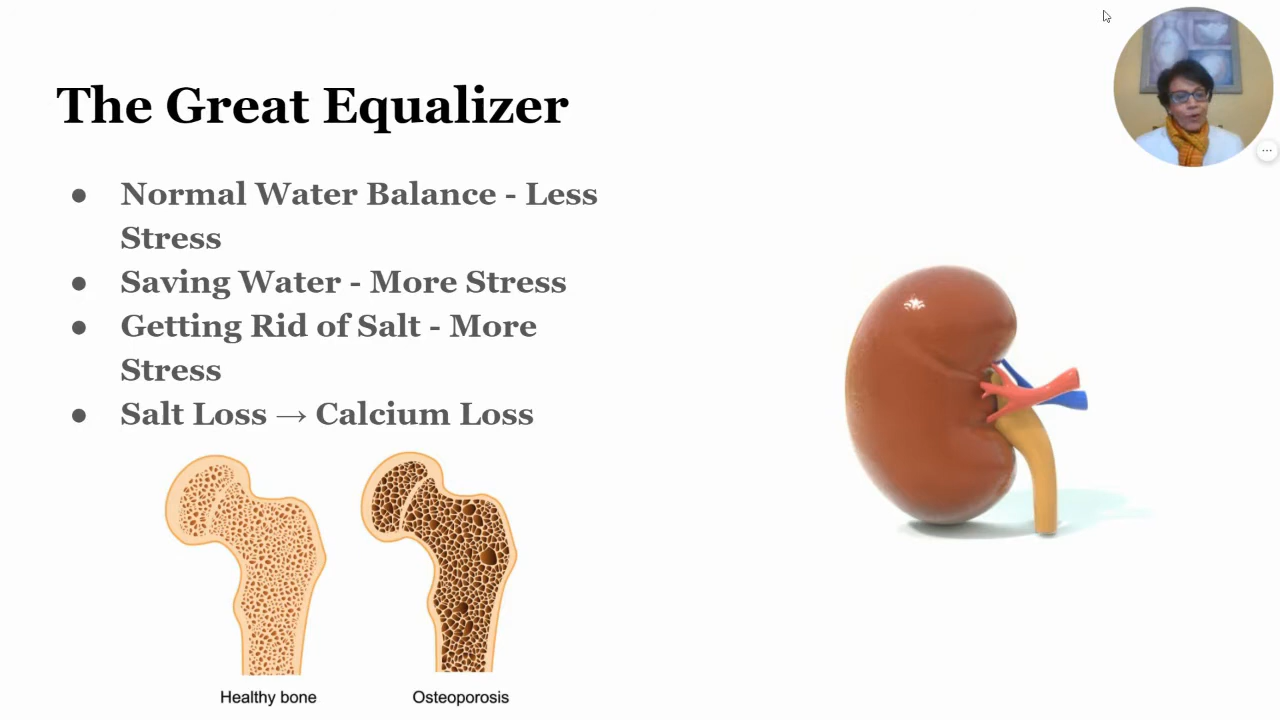 The Great Equalizer
● Normal Water Balance - Less
Stress
● Saving Water - More Stress
● Getting Rid of Salt - More
Stress
● Salt Loss → Calcium Loss
Healthy bone
Osteoporosis